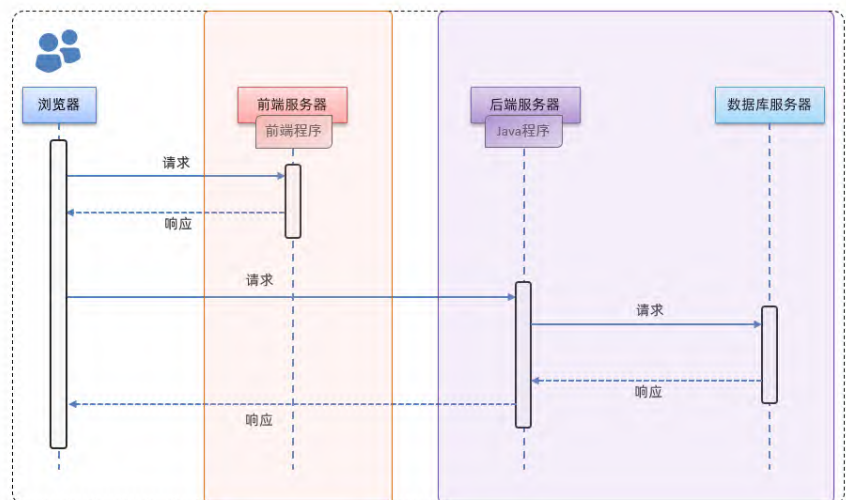 浏览器
前端服务器
后端服务器
数据库服务器
前端程序
Java程序
请求
响应
请求
请求
响应
响应